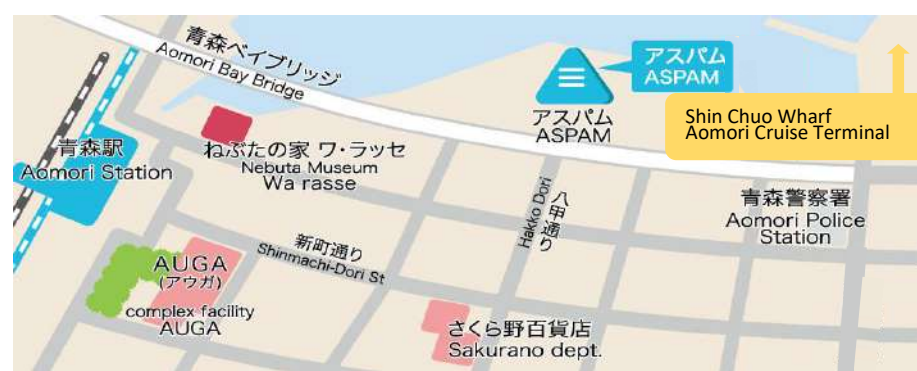 青森ベイブリッジ
Aomori Bay Bridge
アスパム
ASPAM
アスパム
ASPAM
Shin Chuo Wharf
Aomori Cruise Terminal
青森駅
Aomori Station
ねぶたの家 ワ・ラッセ
Nebuta Museum
Wa rasse
八甲通り
Hakko Dori
青森警察署
Aomori Police
Station
新町通り
Shinmachi-Dori St
AUGA
(アウガ)
complex facility
AUGA
さくら野百貨店
Sakurano dept.